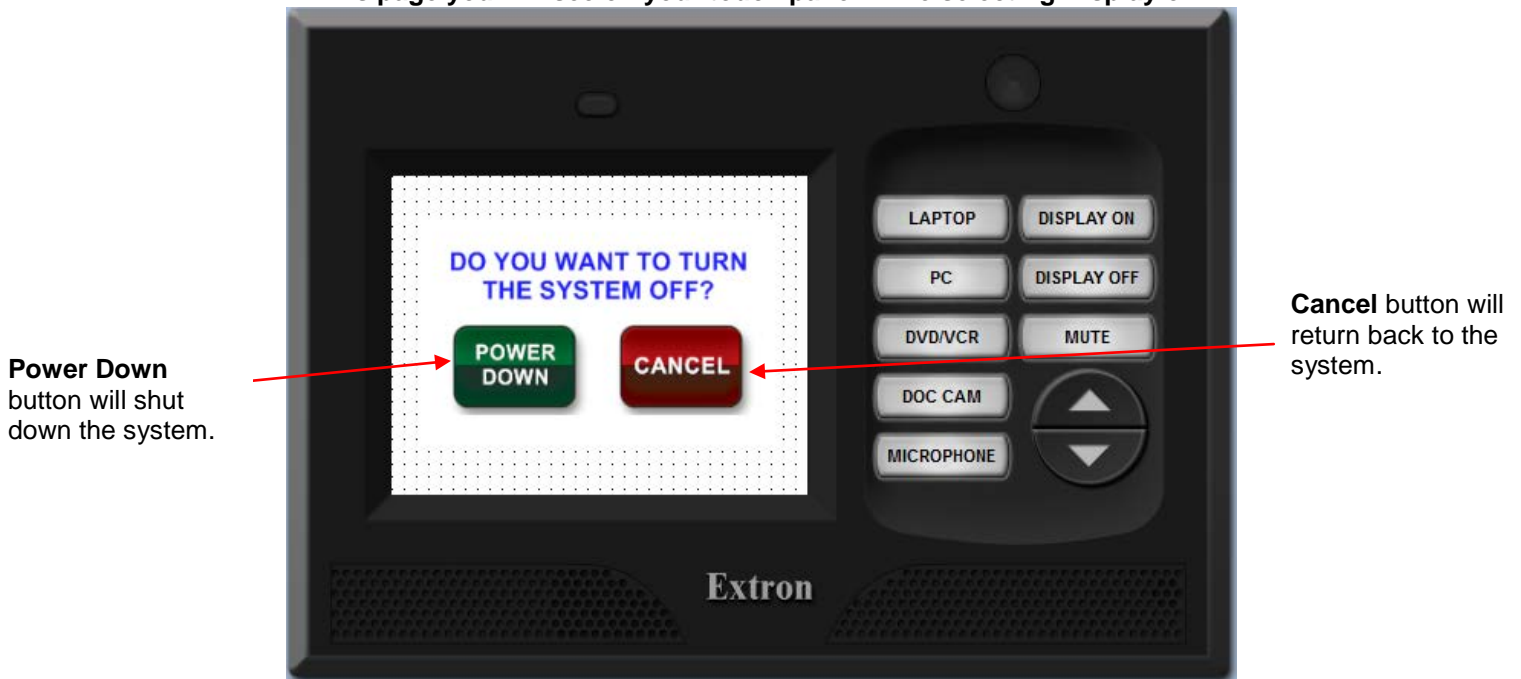 DO YOU WANT TO TURN
THE SYSTEM OFF?
POWER
DOWN
CANCEL
LAPTOP
DISPLAY ON
PC
DISPLAY OFF
DVD/VCR
MUTE
DOC CAM
MICROPHONE
Extron
Power Down
button will shut
down the system.
Cancel button will
return back to the
system.